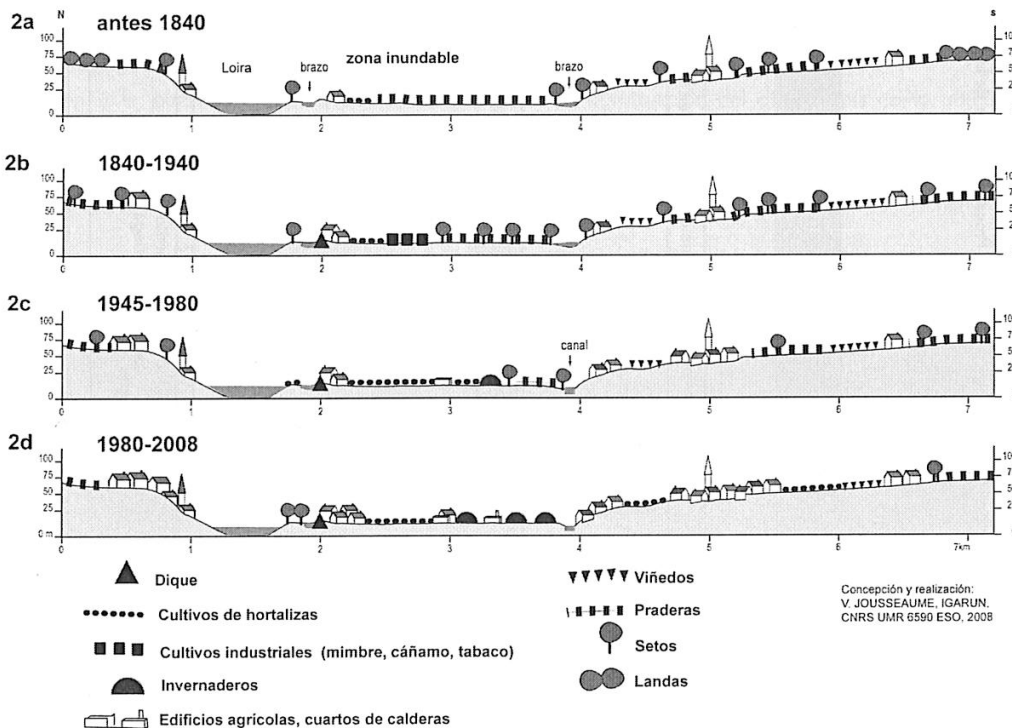 2a antes 1840
N S
100 75 50 25 0
Loira brazo zona inundable brazo
0 1 2 3 4 5 6 7
2b 1840-1940
100 75 50 25 0
0 1 2 3 4 5 6 7
2c 1945-1980
100 75 50 25 0
canal
0 1 2 3 4 5 6 7
2d 1980-2008
100 75 50 25 0 m
0 1 2 3 4 5 6 7km
Dique
Cultivos de hortalizas
Cultivos industriales (mimbre, cáñamo, tabaco)
Invernaderos
Edificios agrícolas, cuartos de calderas
Viñedos
Praderas
Setos
Landas
Concepción y realización:
V. JOUSSEAUME, IGARUN,
CNRS UMR 6590 ESO, 2008